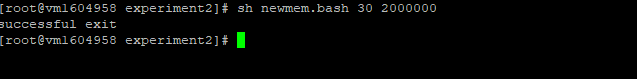 [root@vm1604958 experiment2]# sh newmem.bash 30 2000000
successful exit
[root@vm1604958 experiment2]#